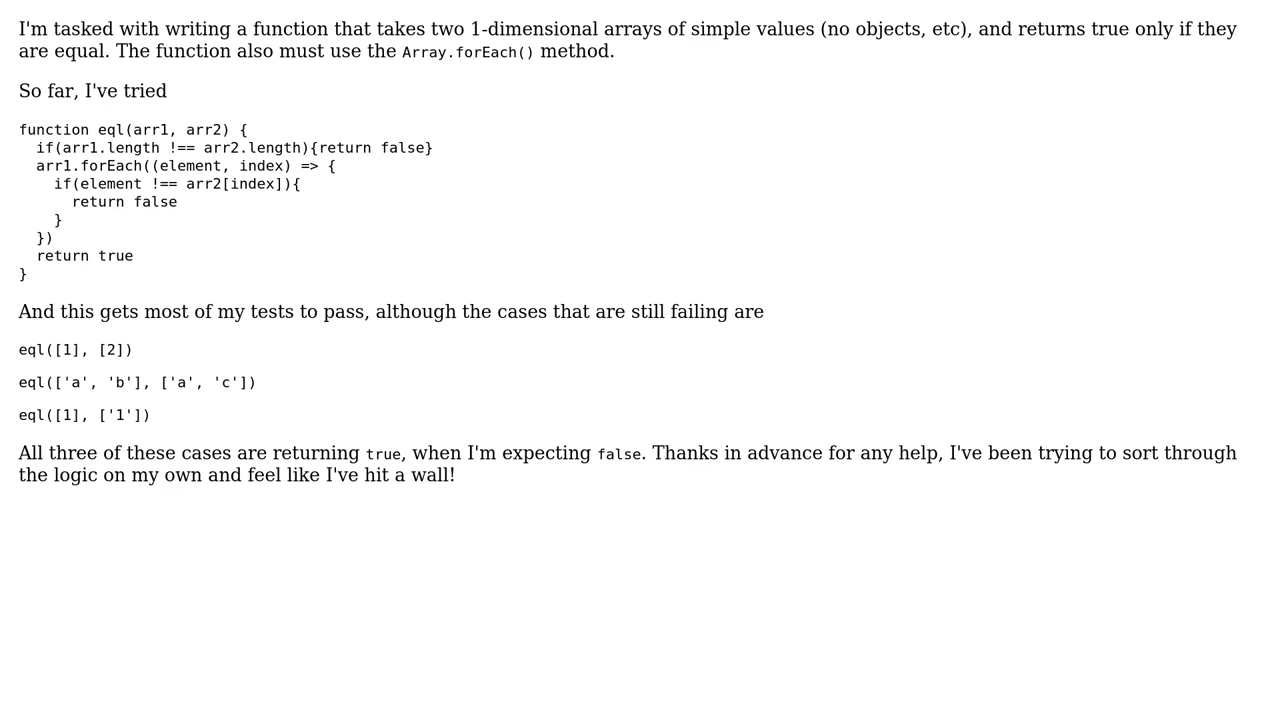 I'm tasked with writing a function that takes two 1-dimensional arrays of simple values (no objects, etc), and returns true only if they
are equal. The function also must use the Array.forEach() method.
So far, I've tried
function eql(arr1, arr2) {
  if(arr1.length !== arr2.length){return false}
  arr1.forEach((element, index) => {
    if(element !== arr2[index]){
      return false
    }
  })
  return true
}
And this gets most of my tests to pass, although the cases that are still failing are
eql([1], [2])
eql(['a', 'b'], ['a', 'c'])
eql([1], ['1'])
All three of these cases are returning true, when I'm expecting false. Thanks in advance for any help, I've been trying to sort through
the logic on my own and feel like I've hit a wall!